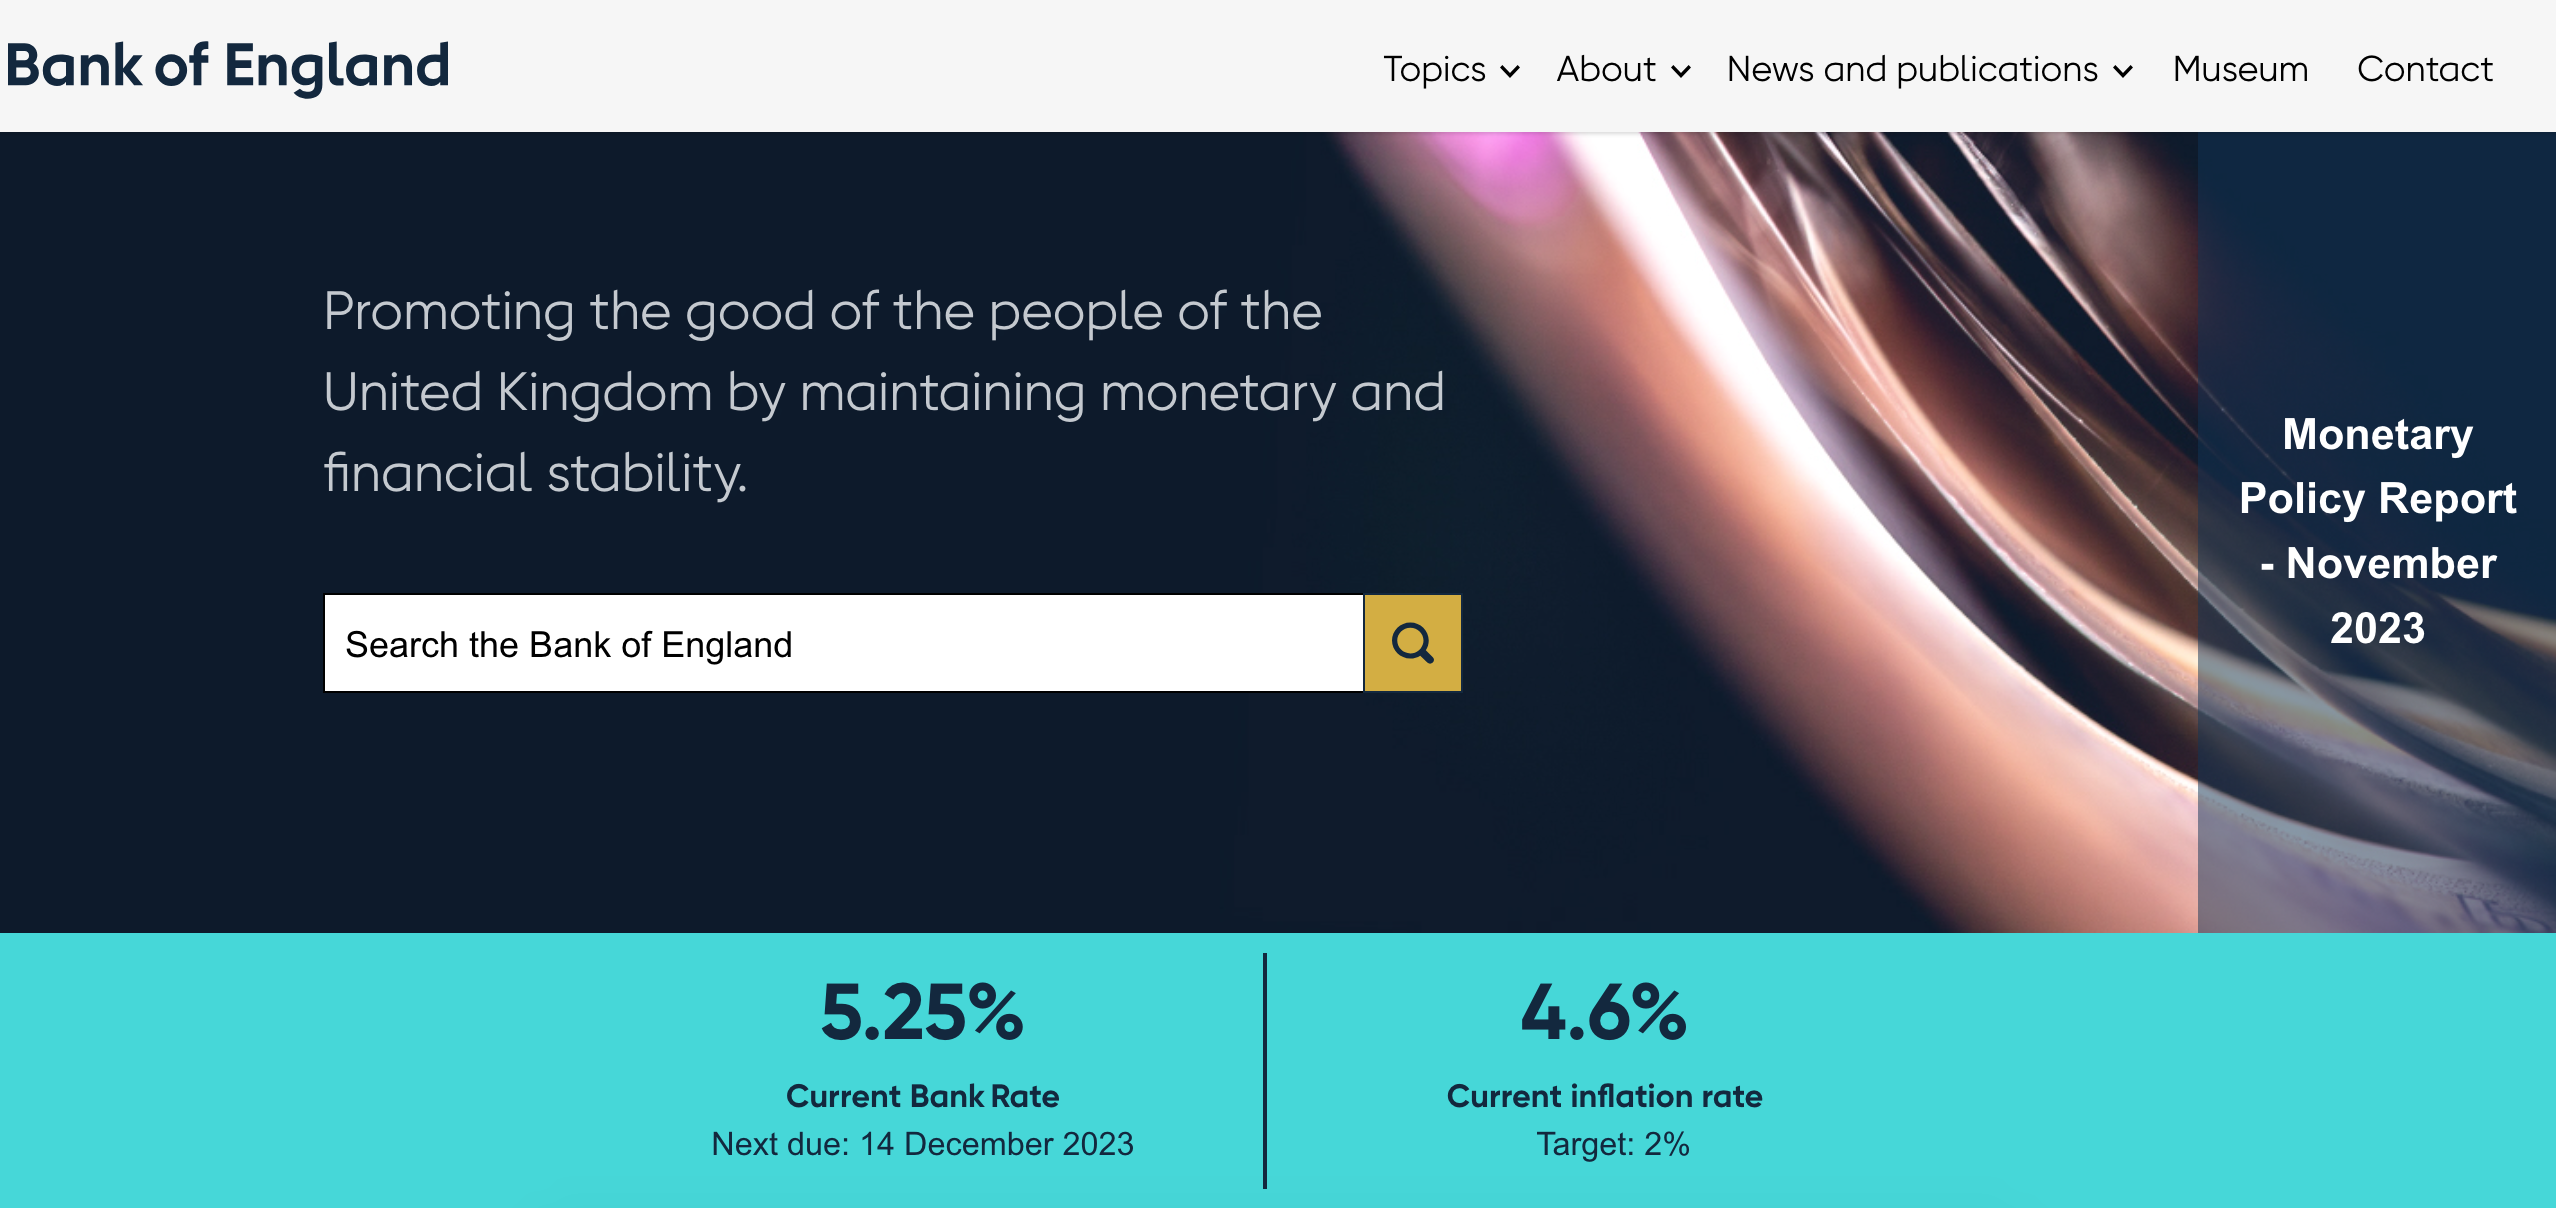 Bank of England
Topics
About
News and publications
Museum
Contact
Promoting the good of the people of the
United Kingdom by maintaining monetary and
financial stability.
Search the Bank of England
Monetary
Policy Report
- November
2023
5.25%
Current Bank Rate
Next due: 14 December 2023
4.6%
Current inflation rate
Target: 2%